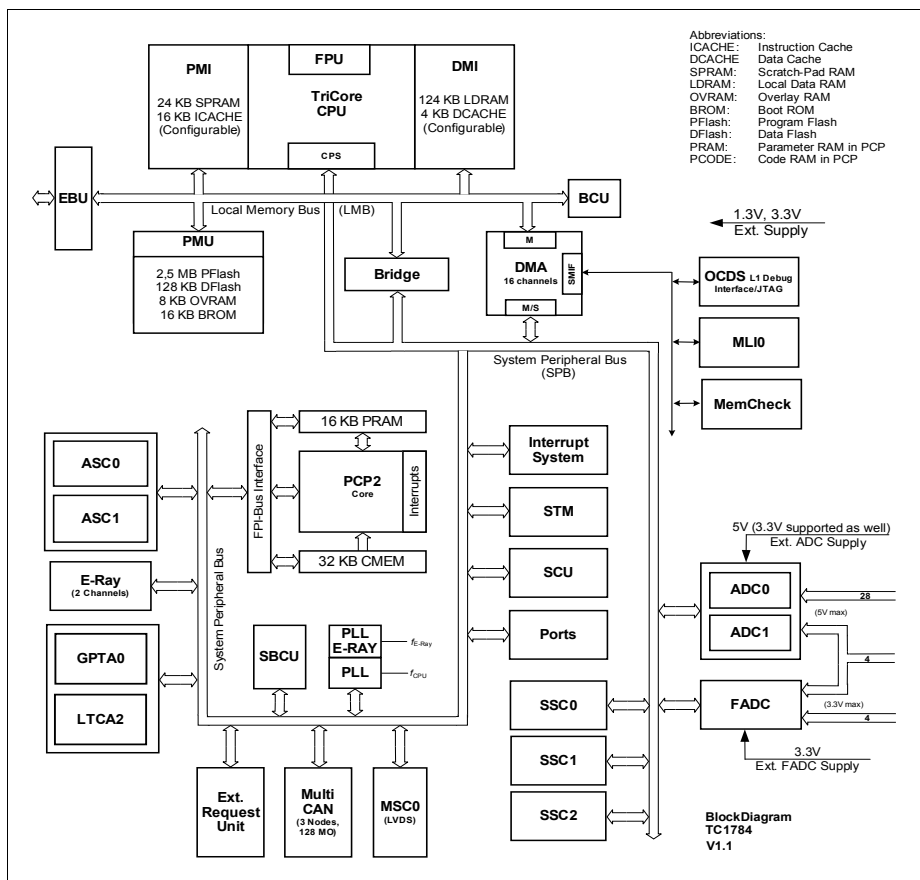 Abbreviations:
ICACHE: Instruction Cache
DCACHE Data Cache
SPRAM: Scratch-Pad RAM
LDRAM: Local Data RAM
OVRAM: Overlay RAM
BROM: Boot ROM
PFlash: Program Flash
DFlash: Data Flash
PRAM: Parameter RAM in PCP
PCODE: Code RAM in PCP
PMI
24 KB SPRAM
16 KB ICACHE
(Configurable)
FPU
TriCore
CPU
CPS
DMI
124 KB LDRAM
4 KB DCACHE
(Configurable)
EBU
Local Memory Bus (LMB)
BCU
1.3V, 3.3V
Ext. Supply
PMU
2,5 MB PFlash
128 KB DFlash
8 KB OVRAM
16 KB BROM
Bridge
M
DMA
16 channels
SMIF
M/S
OCDS L1 Debug
Interface/JTAG
MLI0
MemCheck
System Peripheral Bus
(SPB)
ASC0
ASC1
E-Ray
(2 Channels)
GPTA0
LTCA2
System Peripheral Bus
FPI-Bus Interface
16 KB PRAM
PCP2
Core
Interrupts
32 KB CMEM
SBCU
PLL
E-RAY
PLL
fE-Ray
fCPU
Interrupt
System
STM
SCU
Ports
SSC0
SSC1
SSC2
5V (3.3V supported as well)
Ext. ADC Supply
ADC0
ADC1
28
(5V max)
4
FADC
(3.3V max)
4
3.3V
Ext. FADC Supply
Ext.
Request
Unit
Multi
CAN
(3 Nodes,
128 MO)
MSC0
(LVDS)
BlockDiagram
TC1784
V1.1